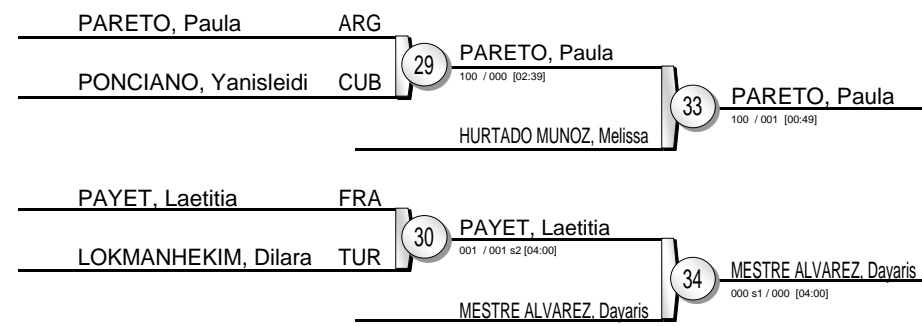 PARETO, Paula ARG
PONCIANO, Yanisleidi CUB
29
PARETO, Paula
100 / 000 [02:39]
HURTADO MUNOZ, Melissa
33
PARETO, Paula
100 / 001 [00:49]
PAYET, Laetitia FRA
LOKMANHEKIM, Dilara TUR
30
PAYET, Laetitia
001 / 001 s2 [04:00]
MESTRE ALVAREZ, Dayaris
34
MESTRE ALVAREZ, Dayaris
000 s1 / 000 [04:00]